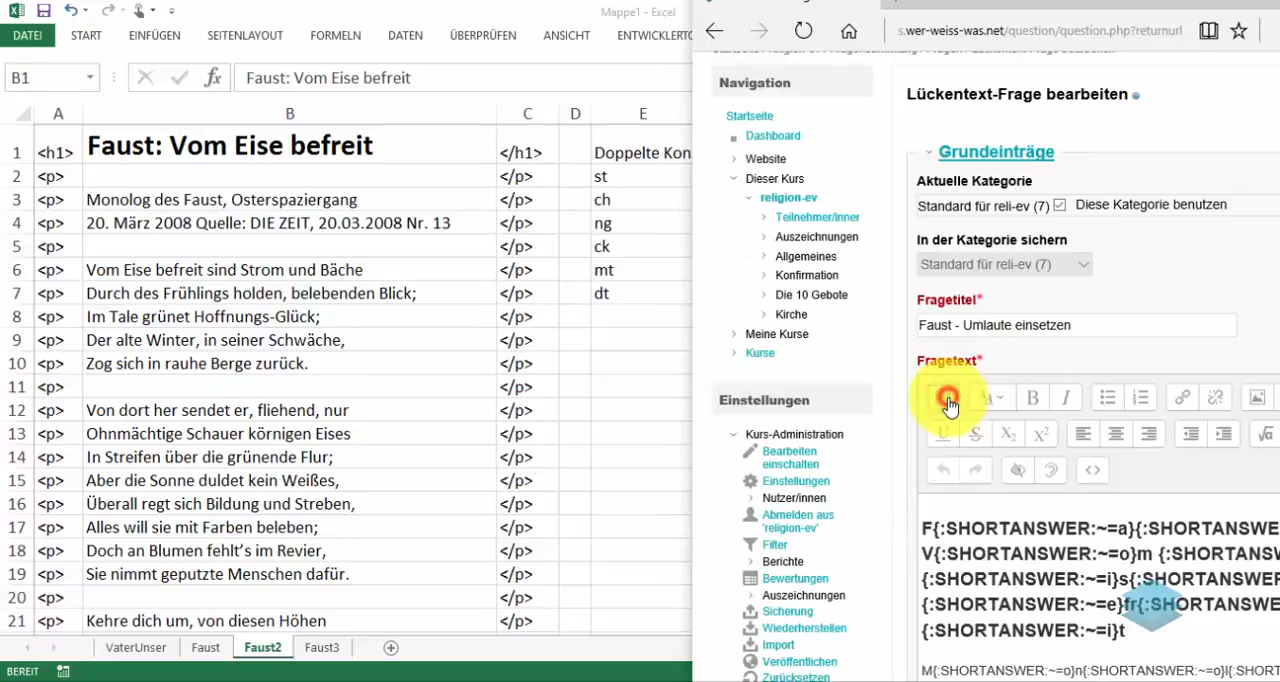 Mappe1 - Excel
DATEI START EINFÜGEN SEITENLAYOUT FORMELN DATEN ÜBERPRÜFEN ANSICHT ENTWICKLERTO
B1 fx Faust: Vom Eise befreit
A B C D E
1 <h1> Faust: Vom Eise befreit </h1> Doppelte Kon
2 <p> </p> st
3 <p> Monolog des Faust, Osterspaziergang </p> ch
4 <p> 20. März 2008 Quelle: DIE ZEIT, 20.03.2008 Nr. 13 </p> ng
5 <p> </p> ck
6 <p> Vom Eise befreit sind Strom und Bäche </p> mt
7 <p> Durch des Frühlings holden, belebenden Blick; </p> dt
8 <p> Im Tale grünet Hoffnungs-Glück; </p>
9 <p> Der alte Winter, in seiner Schwäche, </p>
10 <p> Zog sich in rauhe Berge zurück. </p>
11 <p> </p>
12 <p> Von dort her sendet er, fliehend, nur </p>
13 <p> Ohnmächtige Schauer körnigen Eises </p>
14 <p> In Streifen über die grünende Flur; </p>
15 <p> Aber die Sonne duldet kein Weißes, </p>
16 <p> Überall regt sich Bildung und Streben, </p>
17 <p> Alles will sie mit Farben beleben; </p>
18 <p> Doch an Blumen fehlt's im Revier, </p>
19 <p> Sie nimmt geputzte Menschen dafür. </p>
20 <p> </p>
21 <p> Kehre dich um, von diesen Höhen </p>
VaterUnser Faust Faust2 Faust3
BEREIT
s.wer-weiss-was.net/question/question.php?returnurl
Navigation
Startseite
Dashboard
Website
Dieser Kurs
religion-ev
Teilnehmer/inner
Auszeichnungen
Allgemeines
Konfirmation
Die 10 Gebote
Kirche
Meine Kurse
Kurse
Einstellungen
Kurs-Administration
Bearbeiten
einschalten
Einstellungen
Nutzer/innen
Abmelden aus
'religion-ev'
Filter
Berichte
Bewertungen
Auszeichnungen
Sicherung
Wiederherstellen
Import
Veröffentlichen
Zurücksetzen
Lückentext-Frage bearbeiten
Grundeinträge
Aktuelle Kategorie
Standard für reli-ev (7) Diese Kategorie benutzen
In der Kategorie sichern
Standard für reli-ev (7)
Fragetitel*
Faust - Umlaute einsetzen
Fragetext*
B I
U S X2 X2 √α
F{:SHORTANSWER:~=a}{:SHORTANSWE
V{:SHORTANSWER:~=o}m {:SHORTANS
{:SHORTANSWER:~=i}s{:SHORTANSWE
{:SHORTANSWER:~=e}fr{:SHORTANSWE
{:SHORTANSWER:~=i}t
M{:SHORTANSWER:~=o}n{:SHORTANSWER:~=o}l{:SHORTANS